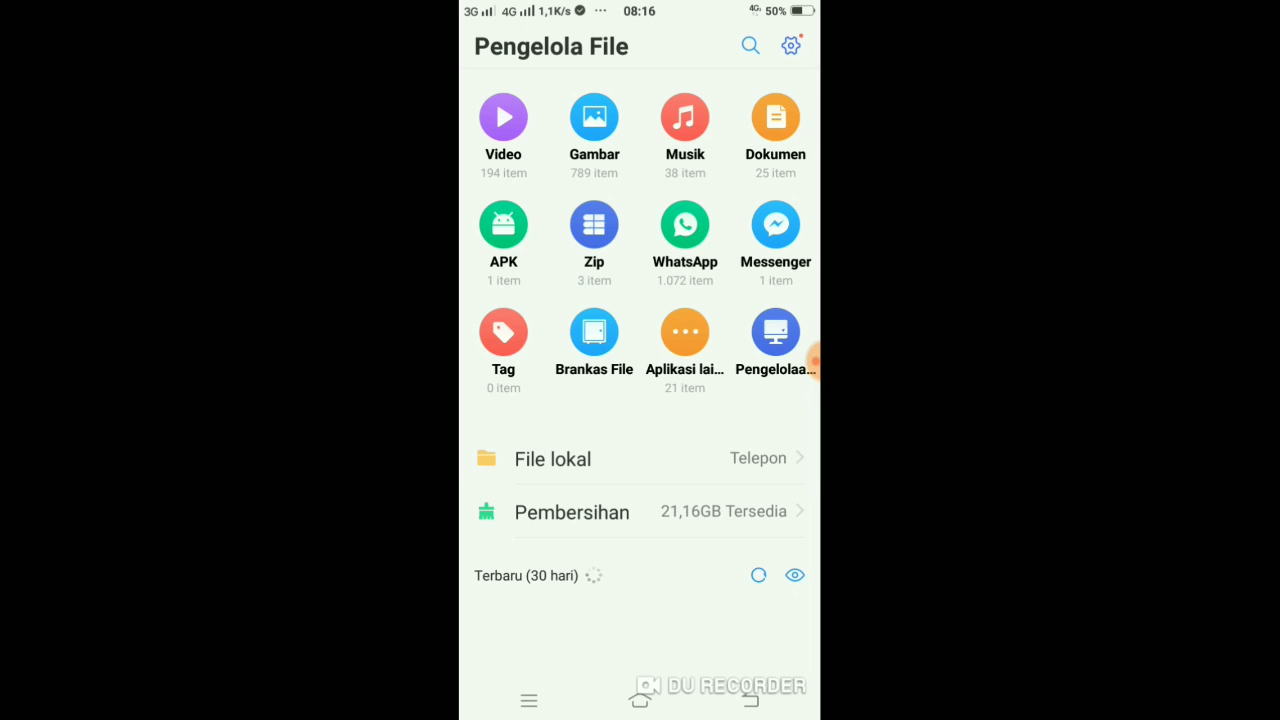 3G 4G 1,1K/s ··· 08:16 4G 50%
Pengelola File
Video Gambar Musik Dokumen
194 item 789 item 38 item 25 item
APK Zip WhatsApp Messenger
1 item 3 item 1.072 item 1 item
Tag Brankas File Aplikasi lai... Pengelolaa...
0 item 21 item
File lokal Telepon
Pembersihan 21,16GB Tersedia
Terbaru (30 hari)
DU RECORDER